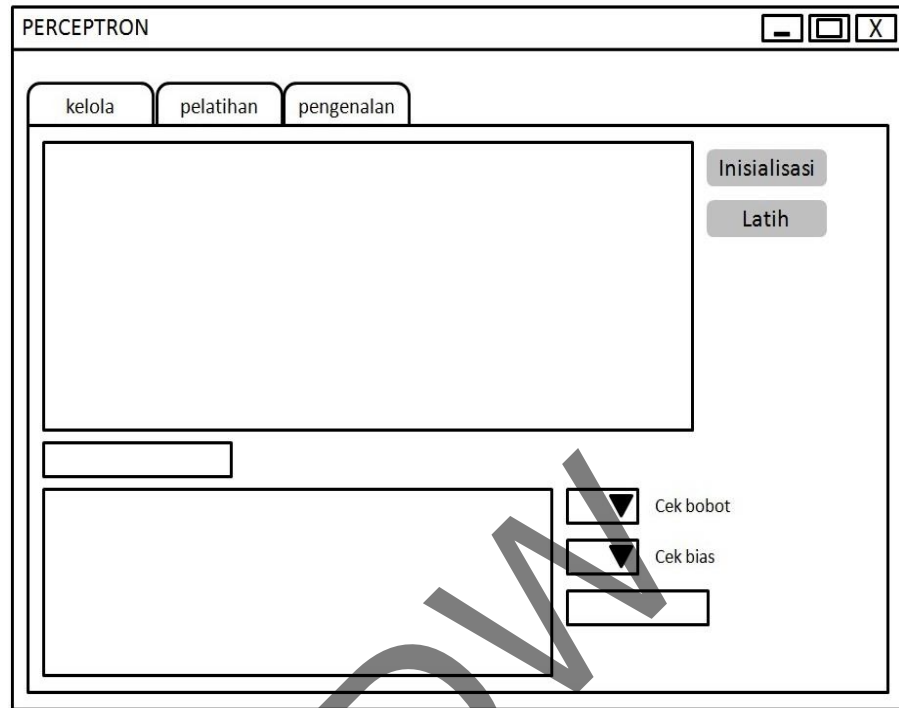 PERCEPTRON
X
kelola
pelatihan
pengenalan
Inisialisasi
Latih
Cek bobot
Cek bias